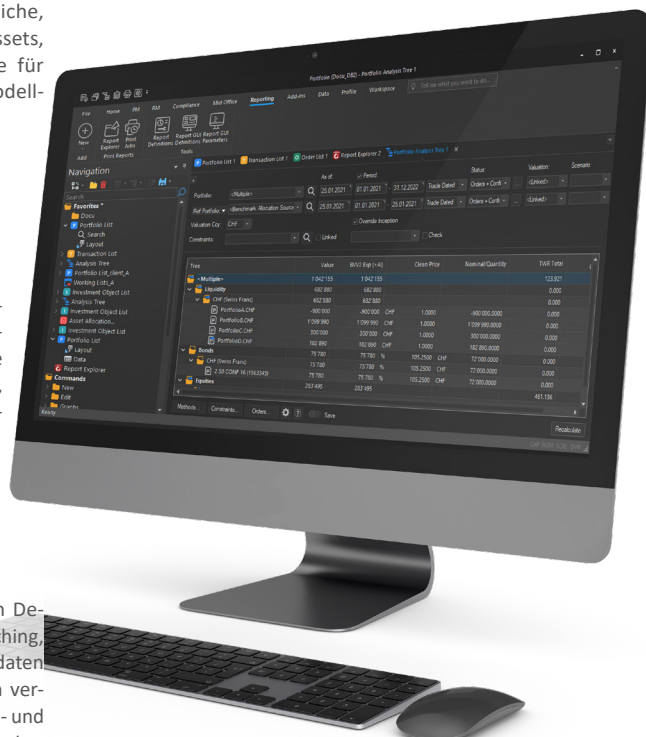 iche,
ssets,
e für
odell-
Portfolio (Docu_DB2) - Portfolio Analysis Tree 1
File Home PM RM Compliance Mid Office Reporting Add-ins Data Profile Workspace Tell me what you want to do...
New Report Explorer Print Jobs Report Definitions Report GUI Definitions Report GUI Parameters
Add Print Reports Tools
Navigation
Portfolio List 1 Transaction List 1 Order List 1 Report Explorer 2 Portfolio Analysis Tree 1
As of: Period Status: Valuation: Scenario:
Portfolio: <Multiple> 25.01.2021 01.01.2021 - 31.12.2022 Trade Dated Orders + Confi ... <Linked>
Ref Portfolio: <Benchmark Allocation Source 25.01.2021 01.01.2021 - 25.01.2021 Trade Dated Orders + Confi ... <Linked>
Valuation Ccy: CHF Override Inception
Constraints: Linked Check
Search
Favorites *
Docu
Portfolio List
Search
Layout
Transaction List
Analysis Tree
Portfolio List_client_A
Working Lists_A
Investment Object List
Analysis Tree
Investment Object List
Asset Allocation...
Investment Object List
Portfolio List
Layout
Data
Report Explorer
Commands
New
Edit
Graphs
Ready
Tree Value BVV2 Exp [+AI] Clean Price Nominal/Quantity TWR Total
<Multiple> 1'042'155 1'042'155 123.921
Liquidity 682'880 682'880 0.000
CHF (Swiss Franc) 682'880 682'880 0.000
PortfolioA.CHF -900'000 -900'000 CHF 1.0000 -900'000.0000 0.000
PortfolioB.CHF 1'099'990 1'099'990 CHF 1.0000 1'099'990.0000 0.000
PortfolioC.CHF 300'000 300'000 CHF 1.0000 300'000.0000 0.000
PortfolioD.CHF 182'890 182'890 CHF 1.0000 182'890.0000 0.000
Bonds 75'780 75'780 % 105.2500 CHF 72'000.0000 0.000
CHF (Swiss Franc) 75'780 75'780 % 105.2500 CHF 72'000.0000 0.000
75'780 75'780 % 105.2500 CHF 72'000.0000 0.000
Equities 283'495 283'495 461.136
Methods... Constraints... Orders... Save
Recalculate
CAP NUM SCRL OVR
r-
r-
e
,
r-
n De-
ching,
daten
n ver-
- und